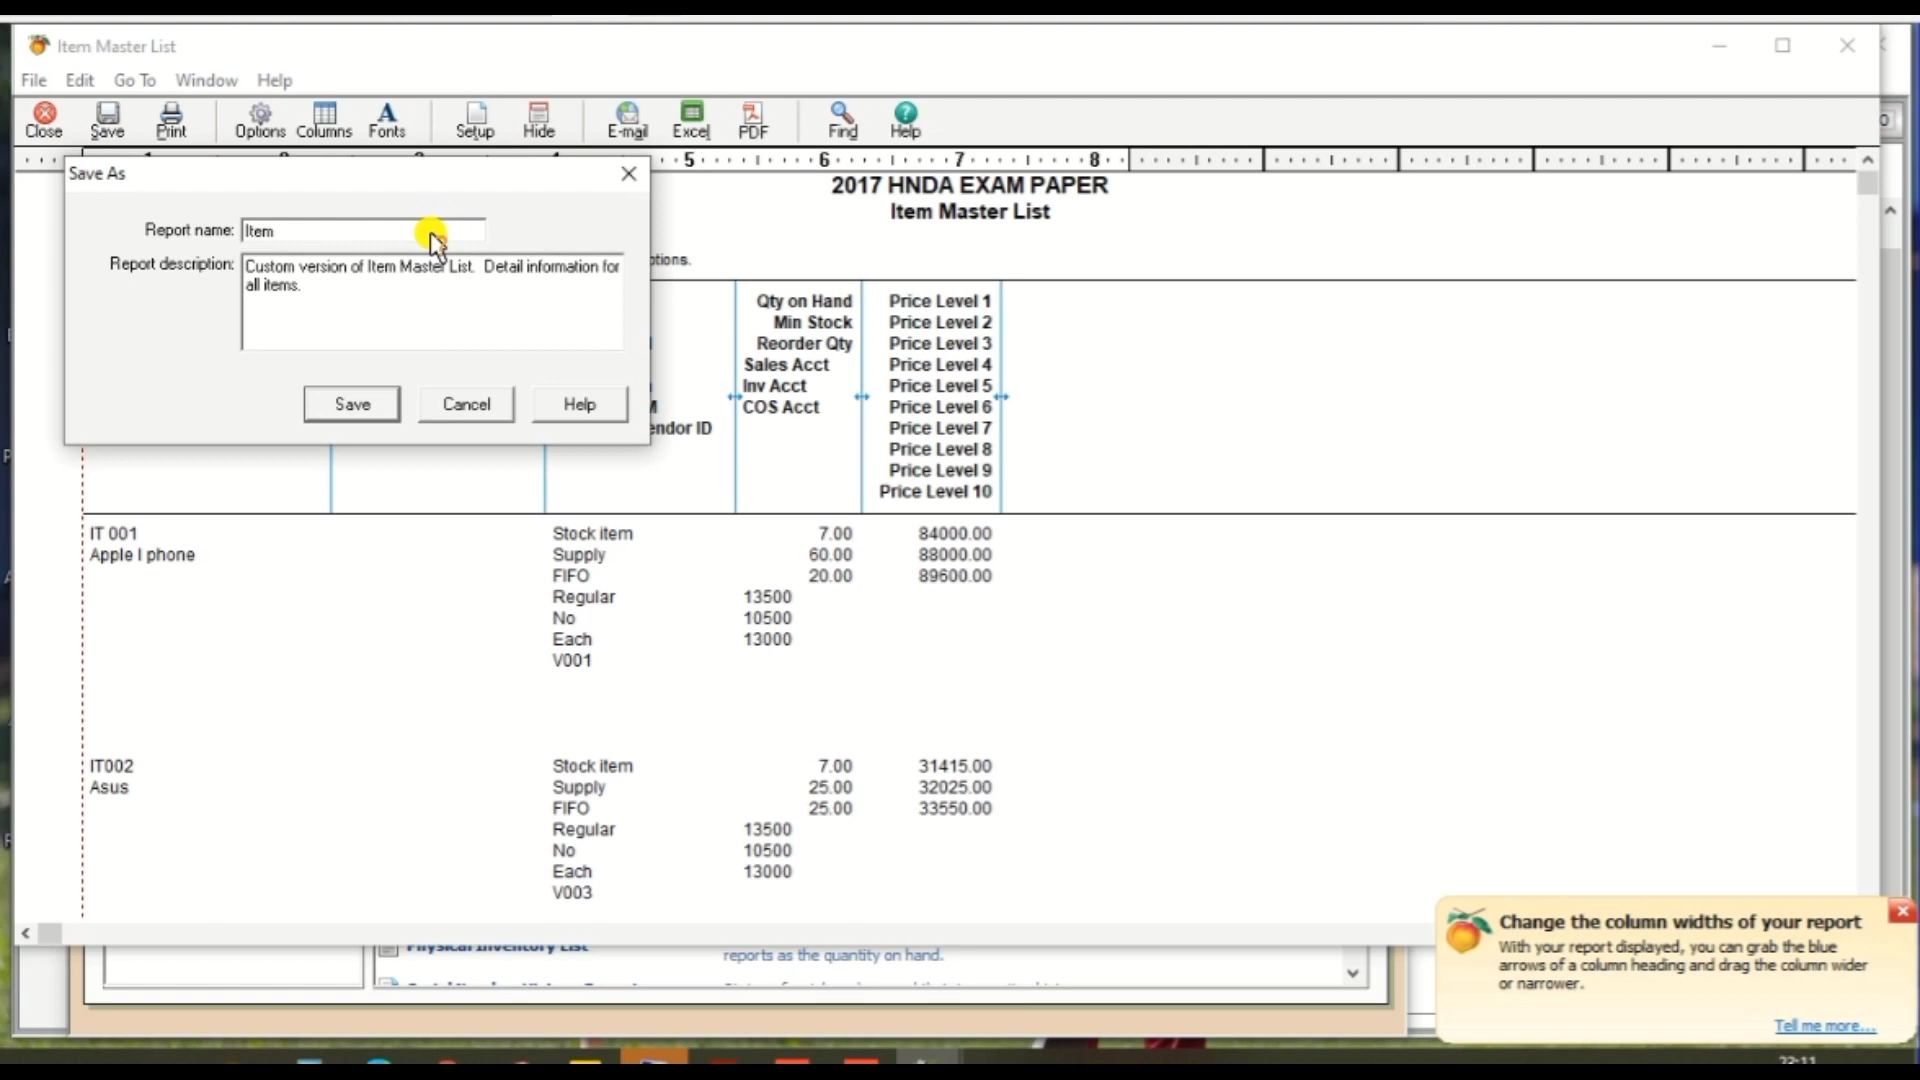 Item Master List
File Edit Go To Window Help
Close Save Print Options Columns Fonts Setup Hide E-mail Excel PDF Find Help
5 6 7 8
Save As
2017 HNDA EXAM PAPER
Item Master List
Report name: Item
Report description: Custom version of Item Master List. Detail information for
all items.
Save Cancel Help
Qty on Hand Price Level 1
Min Stock Price Level 2
Reorder Qty Price Level 3
Sales Acct Price Level 4
Inv Acct Price Level 5
COS Acct Price Level 6
endor ID Price Level 7
Price Level 8
Price Level 9
Price Level 10
IT 001 Stock item 7.00 84000.00
Apple I phone Supply 60.00 88000.00
FIFO 20.00 89600.00
Regular 13500
No 10500
Each 13000
V001
IT002 Stock item 7.00 31415.00
Asus Supply 25.00 32025.00
FIFO 25.00 33550.00
Regular 13500
No 10500
Each 13000
V003
Physical Inventory List reports as the quantity on hand.
Change the column widths of your report
With your report displayed, you can grab the blue
arrows of a column heading and drag the column wider
or narrower.
Tell me more...